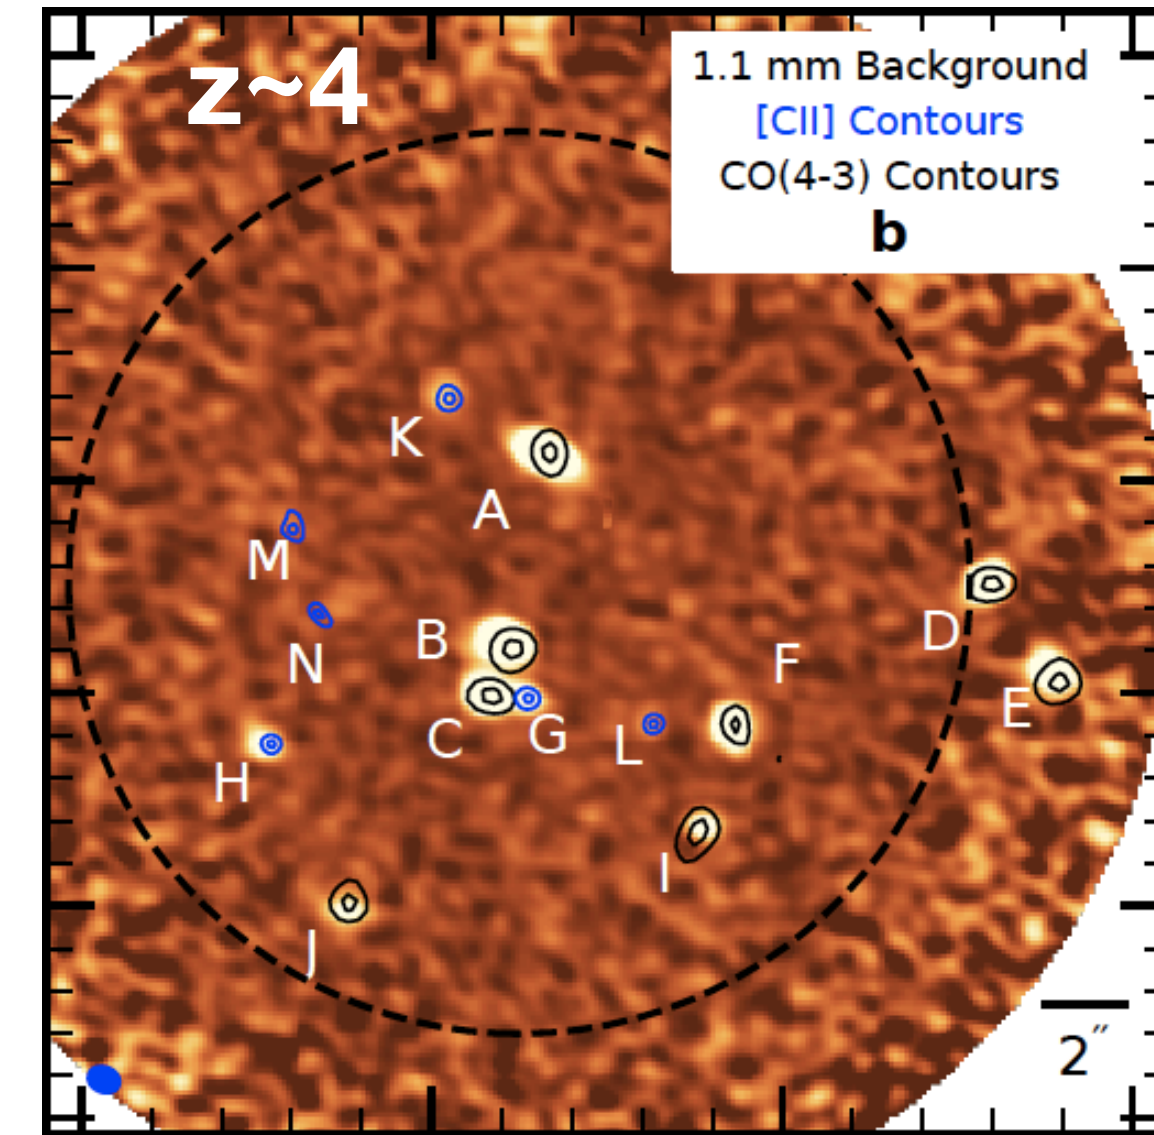 z~4
1.1 mm Background
[CII] Contours
CO(4-3) Contours
b
K
A
M
B
N
F
D
C
G
L
E
H
I
J
2″